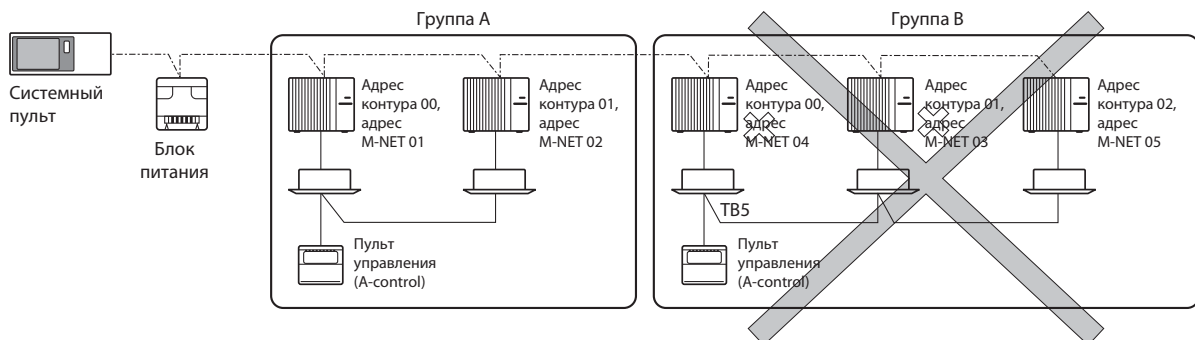 Группа A
Группа B
Системный
пульт
Блок
питания
Адрес
контура 00,
адрес
M-NET 01
Адрес
контура 01,
адрес
M-NET 02
Пульт
управления
(A-control)
Адрес
контура 00,
адрес
M-NET 04
Адрес
контура 01,
адрес
M-NET 03
Адрес
контура 02,
адрес
M-NET 05
TB5
Пульт
управления
(A-control)